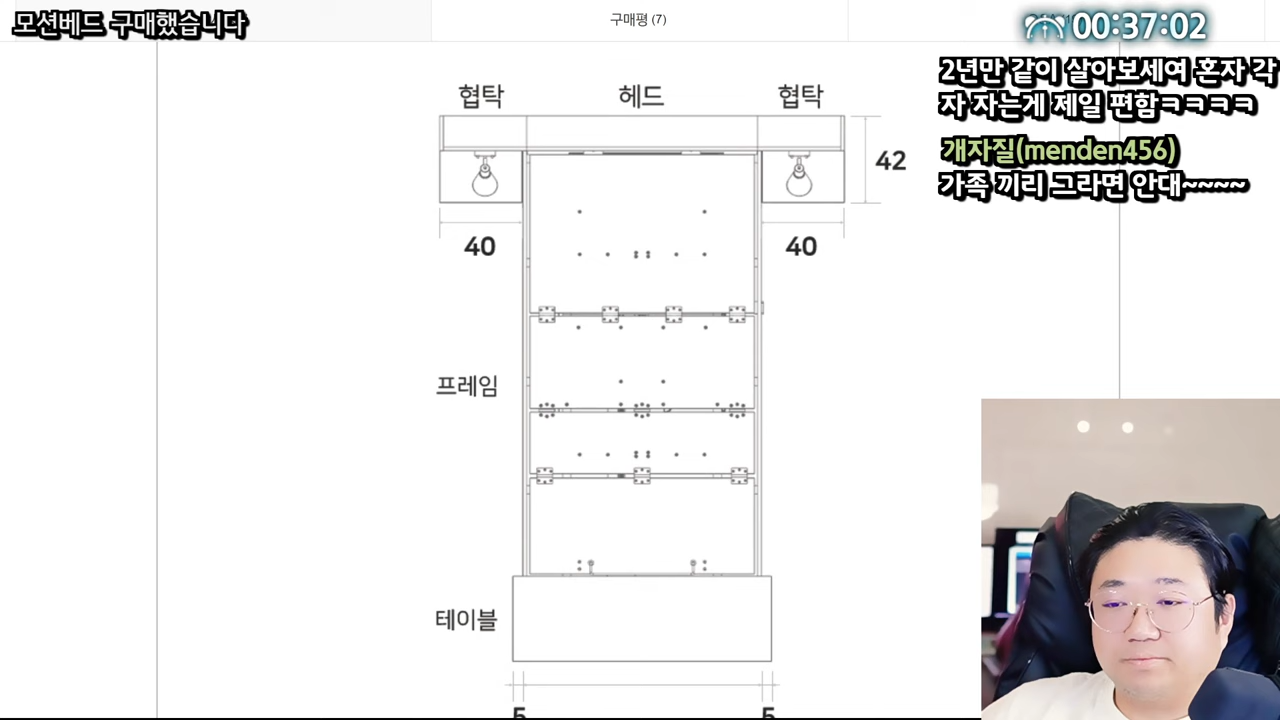 모션베드 구매했습니다
구매평 (7)
00:37:02
2년만 같이 살아보세여 혼자 각
자 자는게 제일 편함ㅋㅋㅋㅋ
개자질(menden456)
가족 끼리 그라면 안대~~~~
협탁
헤드
협탁
42
40
40
프레임
테이블
5
5